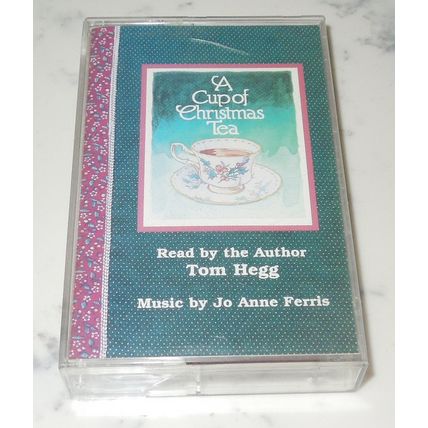 A
Cup of
Christmas
Tea
Read by the Author
Tom Hegg
Music by Jo Anne Ferris